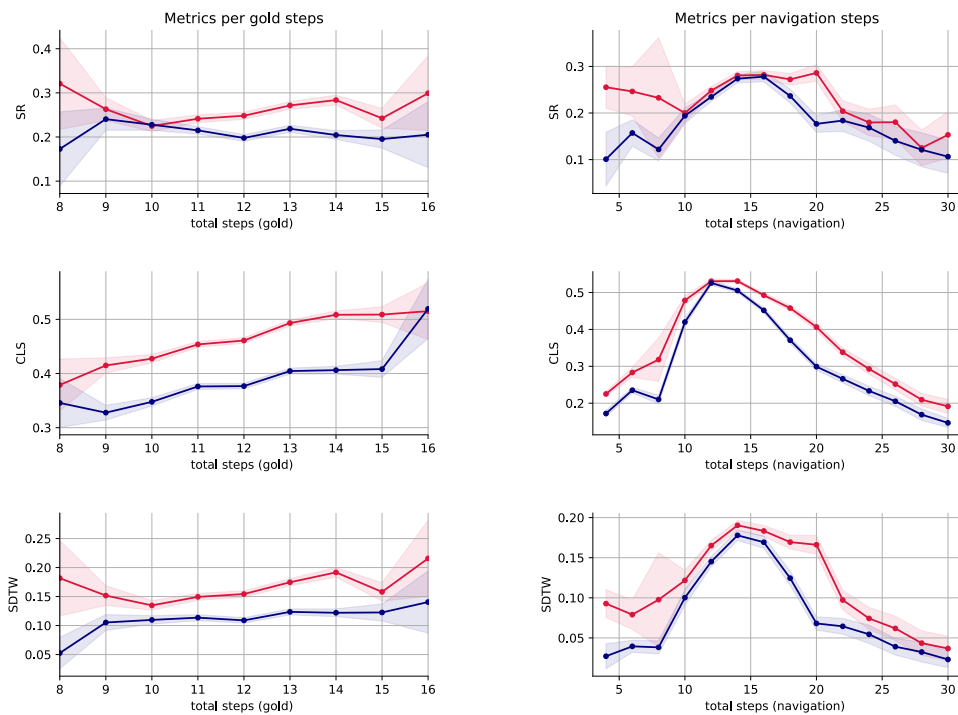 Metrics per gold steps
0.4
0.3
0.2
0.1
SR
8 9 10 11 12 13 14 15 16
total steps (gold)
Metrics per navigation steps
0.3
0.2
0.1
SR
5 10 15 20 25 30
total steps (navigation)
0.5
0.4
0.3
CLS
8 9 10 11 12 13 14 15 16
total steps (gold)
0.5
0.4
0.3
0.2
CLS
5 10 15 20 25 30
total steps (navigation)
0.25
0.20
0.15
0.10
0.05
SDTW
8 9 10 11 12 13 14 15 16
total steps (gold)
0.20
0.15
0.10
0.05
SDTW
5 10 15 20 25 30
total steps (navigation)